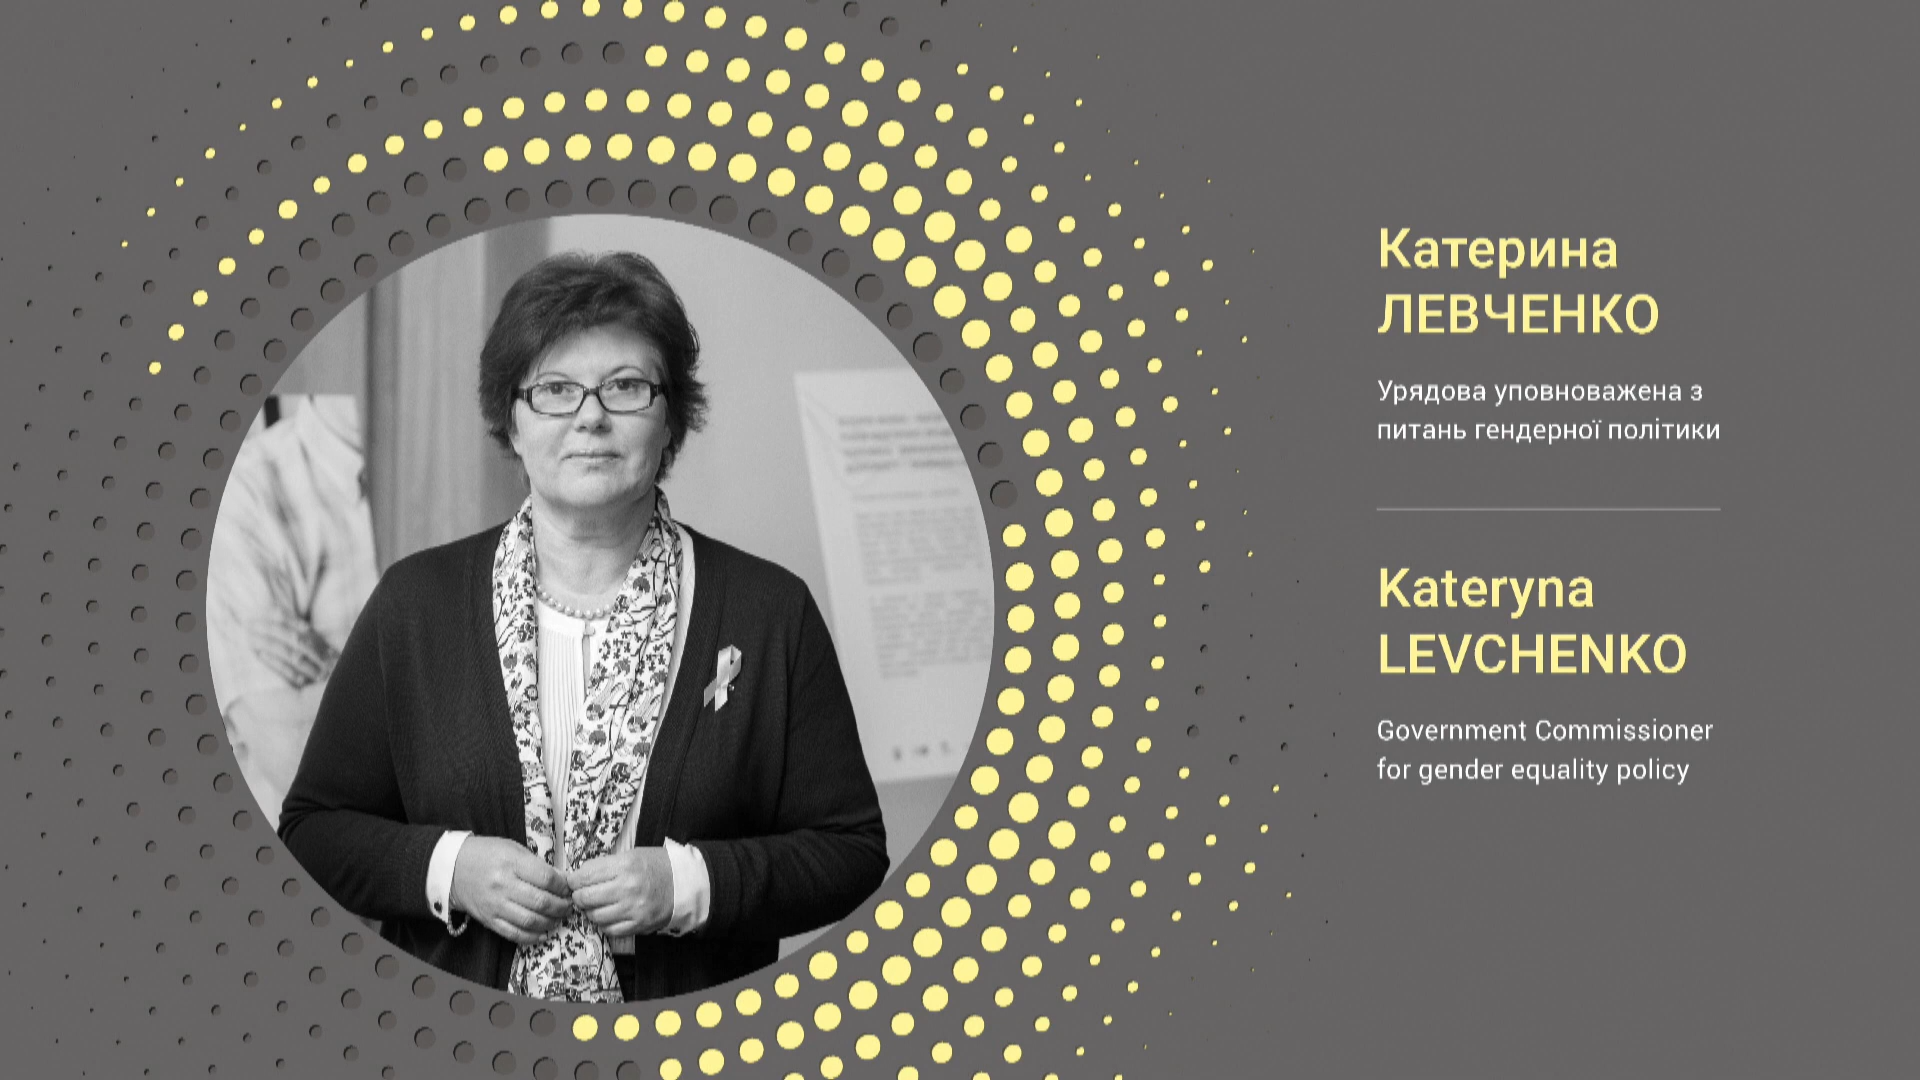 Катерина
ЛЕВЧЕНКО
Урядова уповноважена з
питань гендерної політики
Kateryna
LEVCHENKO
Government Commissioner
for gender equality policy